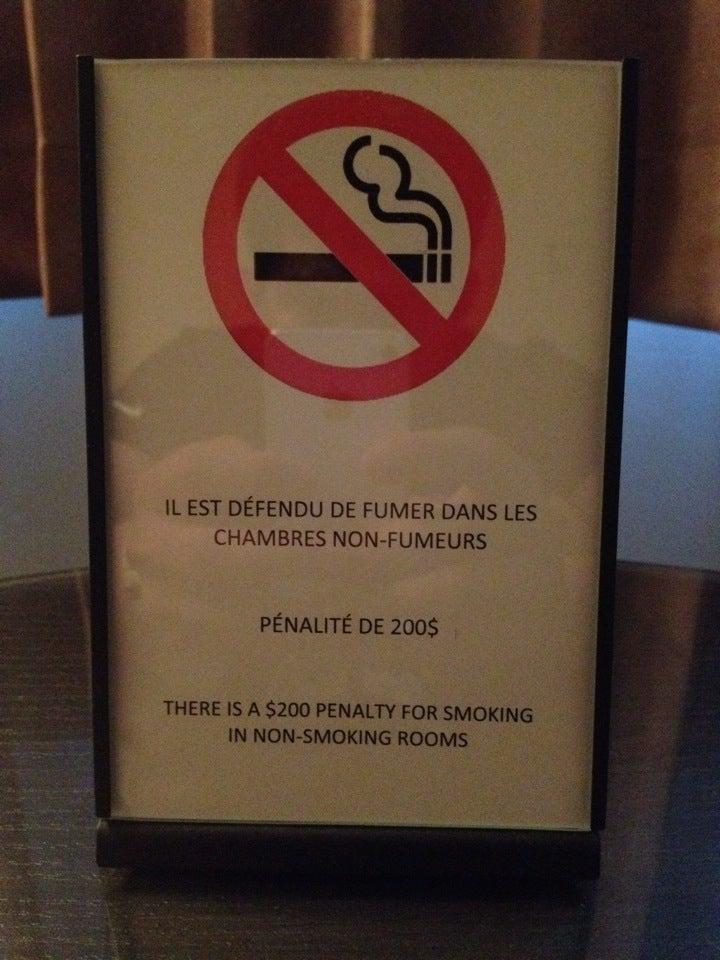 IL EST DÉFENDU DE FUMER DANS LES
CHAMBRES NON-FUMEURS
PÉNALITÉ DE 200$
THERE IS A $200 PENALTY FOR SMOKING
IN NON-SMOKING ROOMS